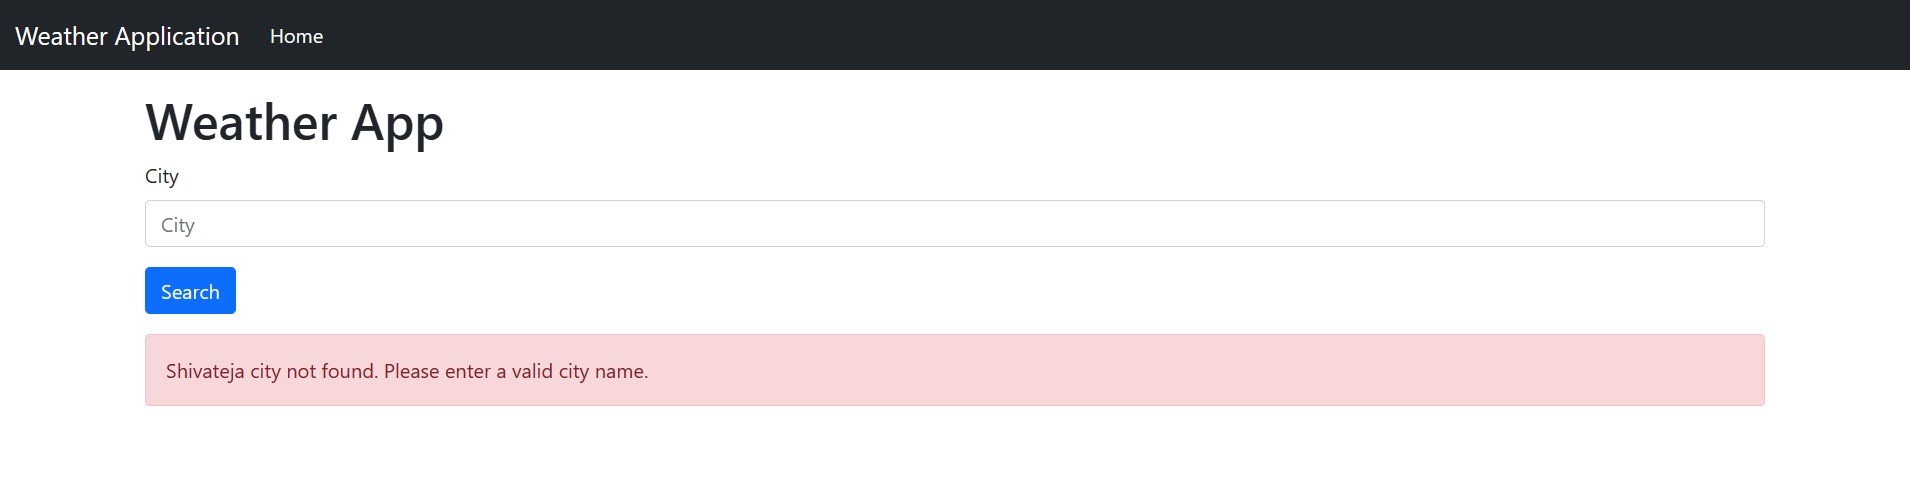 Weather Application Home
Weather App
City
City
Search
Shivateja city not found. Please enter a valid city name.